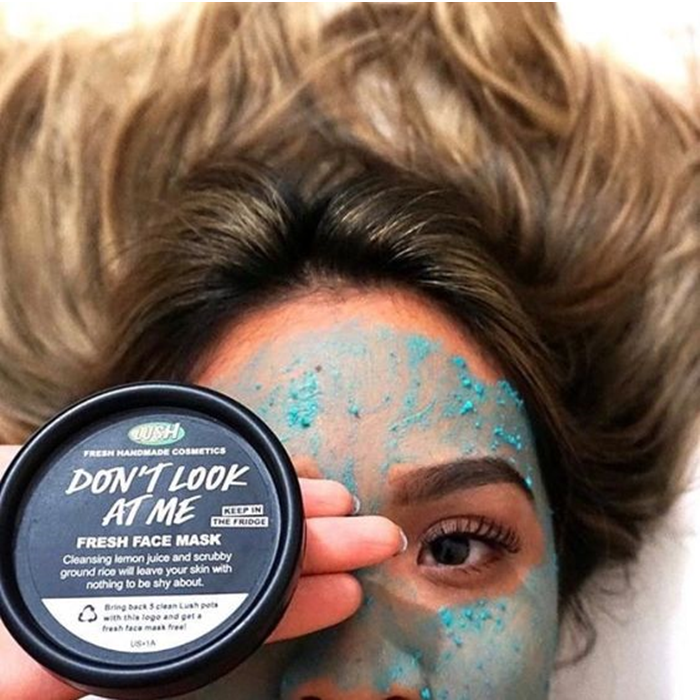 LUSH
FRESH HANDMADE COSMETICS
DON'T LOOK
AT ME
KEEP IN
THE FRIDGE
FRESH FACE MASK
Cleansing lemon juice and scrubby
ground rice will leave your skin with
nothing to be shy about.
Bring back 5 clean Lush pots
with this logo and get a
fresh face mask free!
US+1A